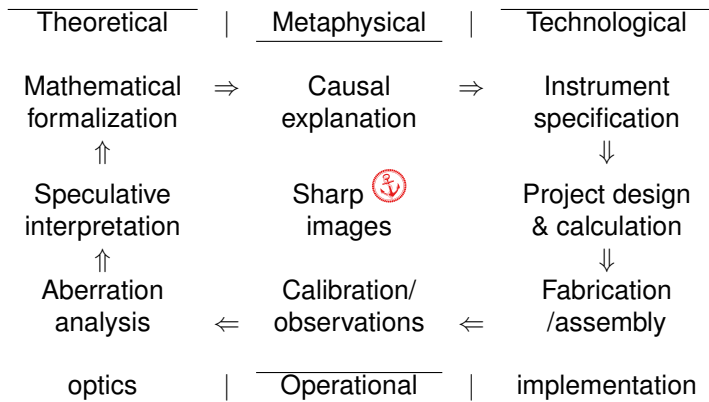 Theoretical | Metaphysical | Technological
Mathematical ⇒ Causal ⇒ Instrument
formalization explanation specification
⇑ ⇓
Speculative Sharp Project design
interpretation images & calculation
⇑ ⇓
Aberration Calibration/ Fabrication
analysis ⇐ observations ⇐ /assembly
optics | Operational | implementation